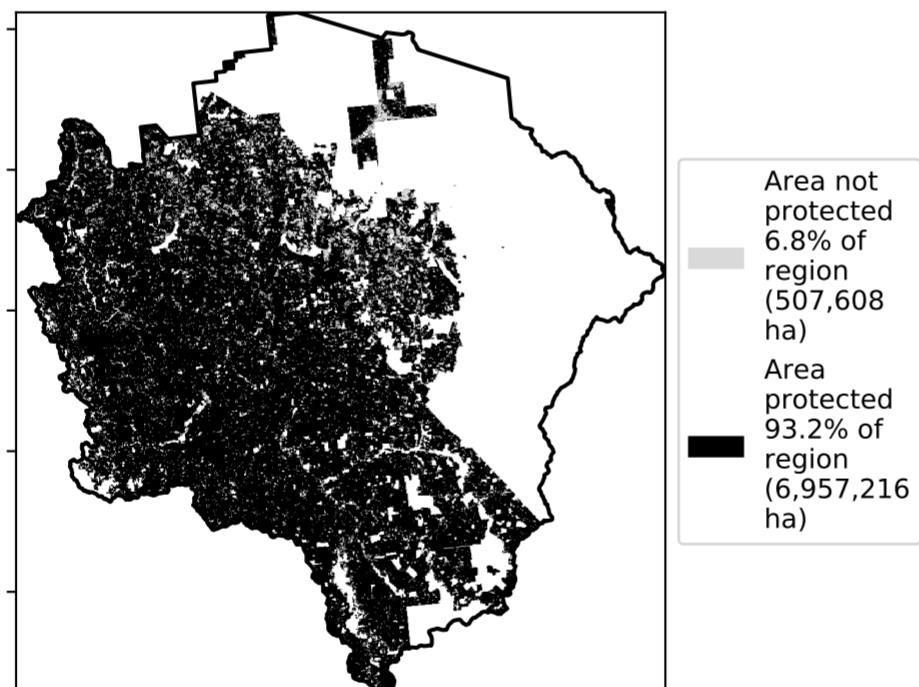 Area not
protected
6.8% of
region
(507,608
ha)
Area
protected
93.2% of
region
(6,957,216
ha)